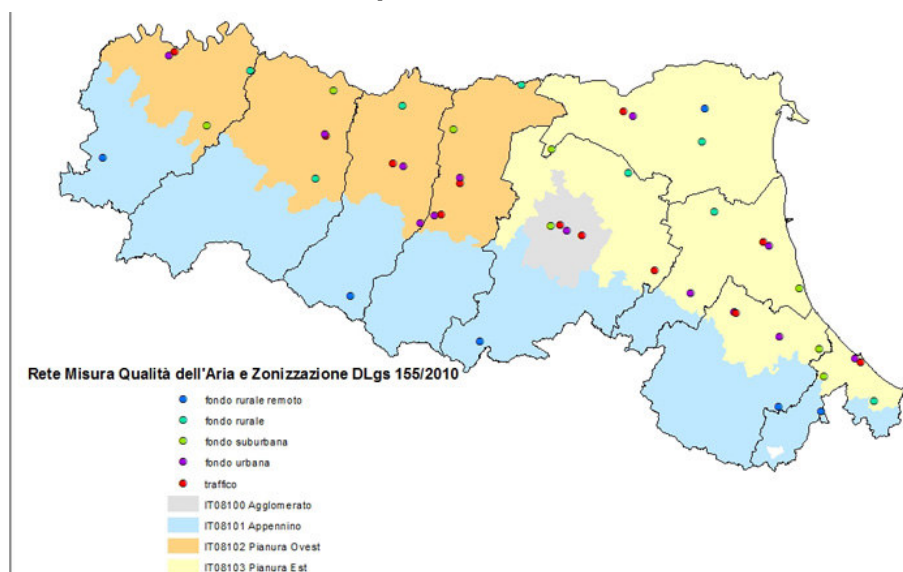 Rete Misura Qualità dell'Aria e Zonizzazione DLgs 155/2010
fondo rurale remoto
fondo rurale
fondo suburbana
fondo urbana
traffico
IT08100 Agglomerato
IT08101 Appennino
IT08102 Pianura Ovest
IT08103 Pianura Est